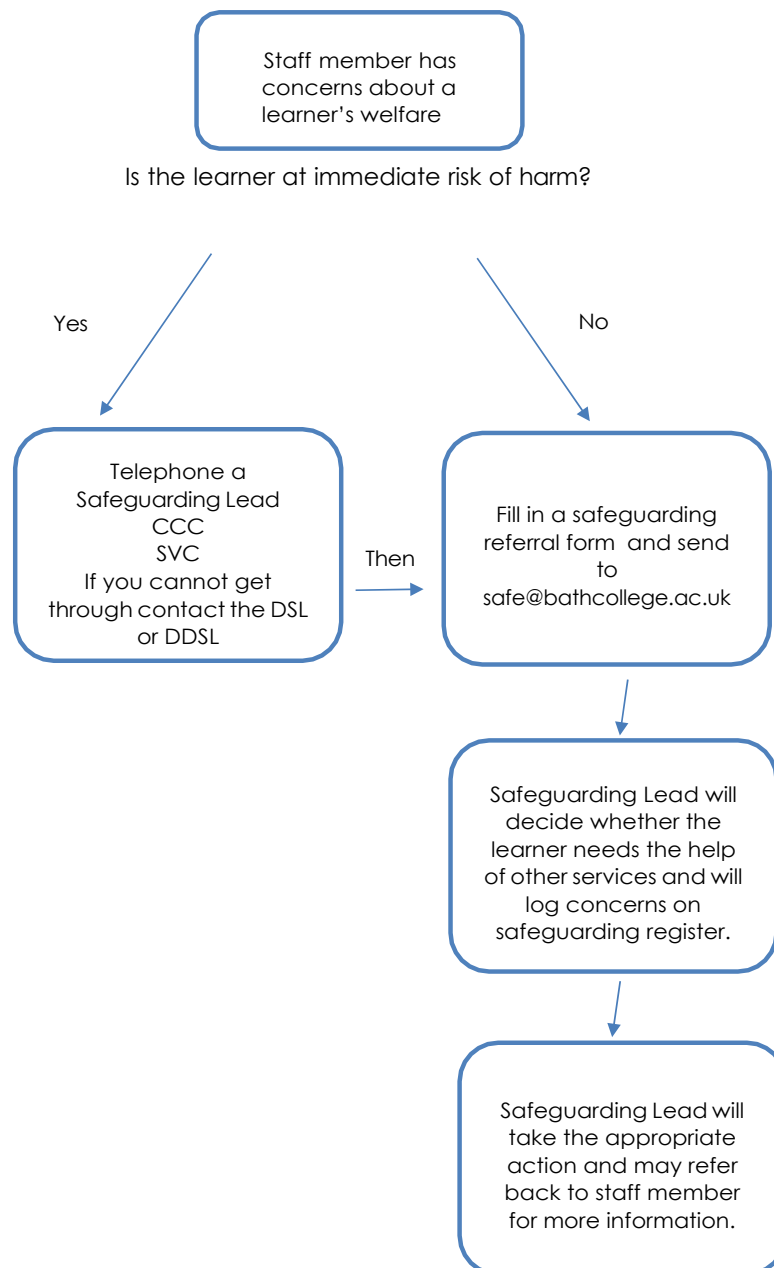 Staff member has
concerns about a
learner’s welfare
Is the learner at immediate risk of harm?
Yes
No
Telephone a
Safeguarding Lead
CCC
SVC
If you cannot get
through contact the DSL
or DDSL
Then
Fill in a safeguarding
referral form and send
to
safe@bathcollege.ac.uk
Safeguarding Lead will
decide whether the
learner needs the help
of other services and will
log concerns on
safeguarding register.
Safeguarding Lead will
take the appropriate
action and may refer
back to staff member
for more information.